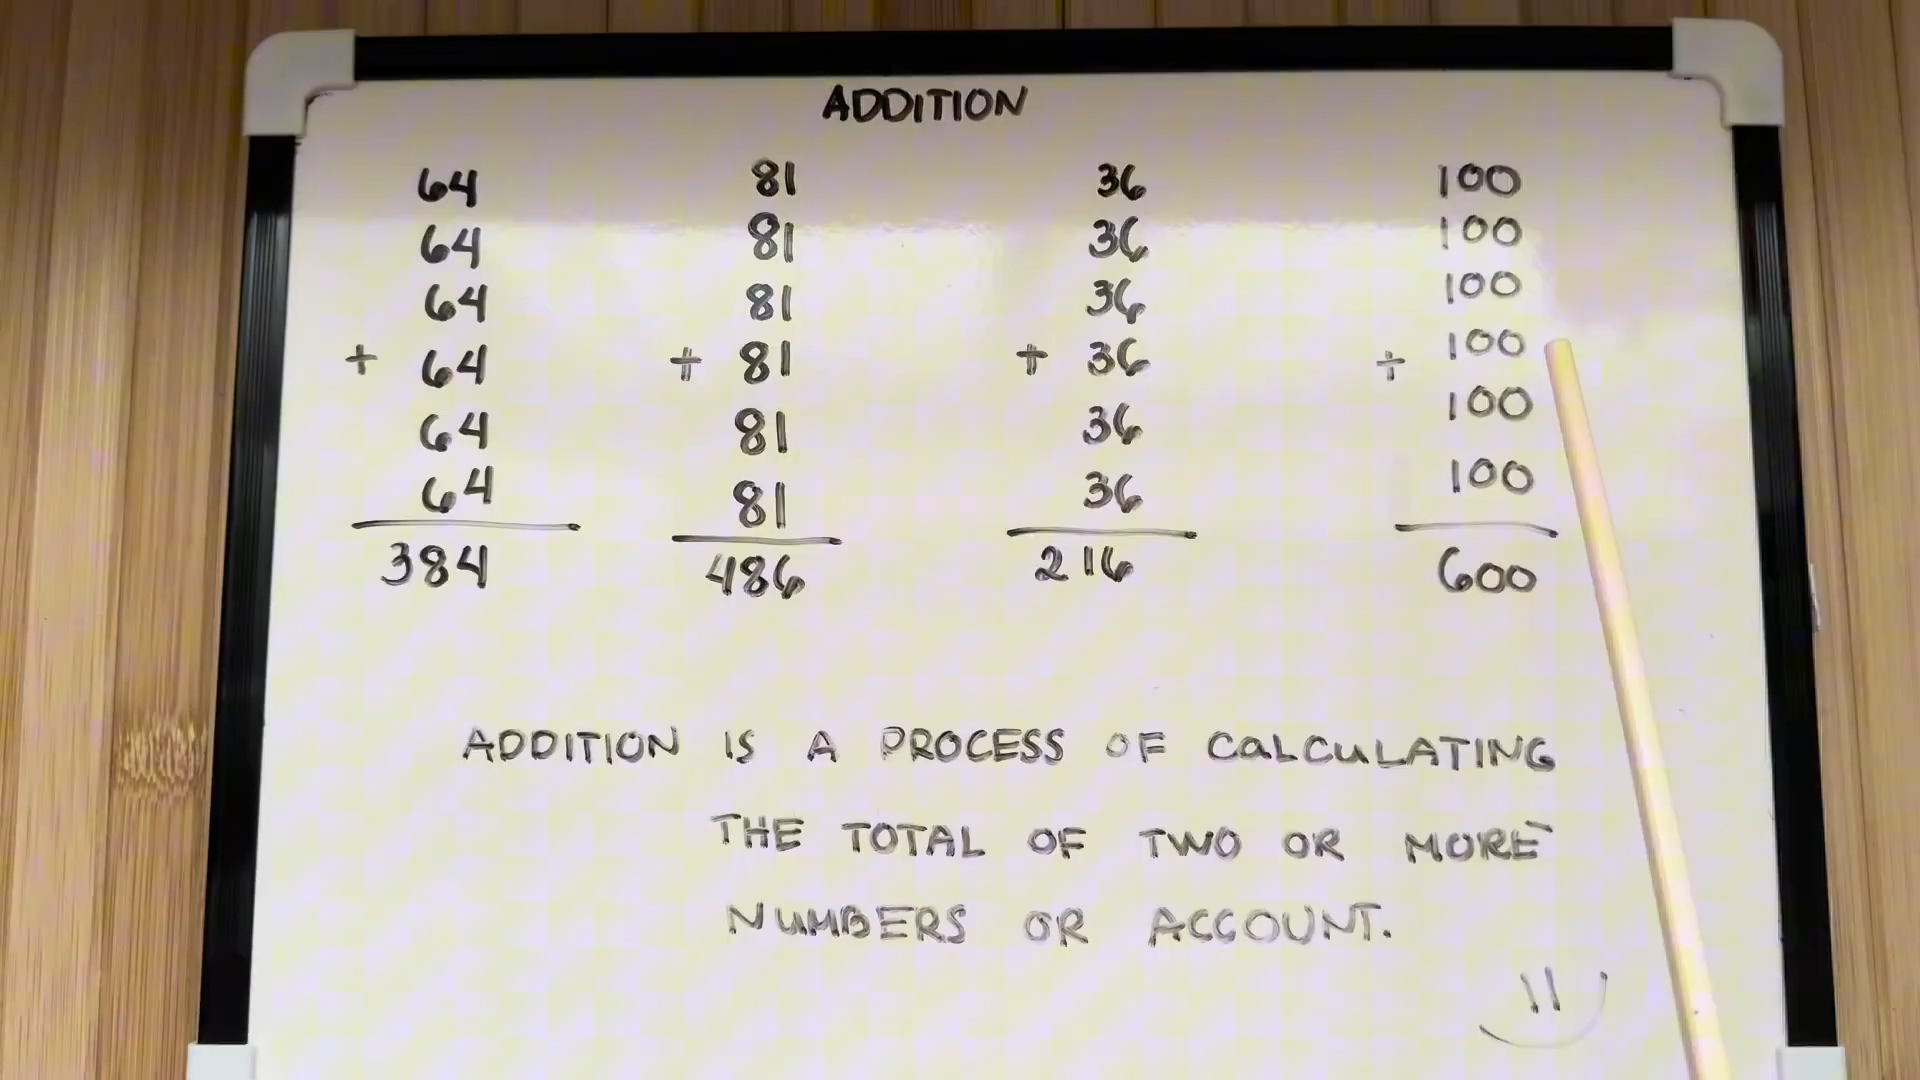 ADDITION
64 81 36 100
64 81 36 100
64 81 36 100
+ 64 + 81 + 36 + 100
64 81 36 100
64 81 36 100
384 486 216 600
ADDITION IS A PROCESS OF CALCULATING
THE TOTAL OF TWO OR MORE
NUMBERS OR ACCOUNT.